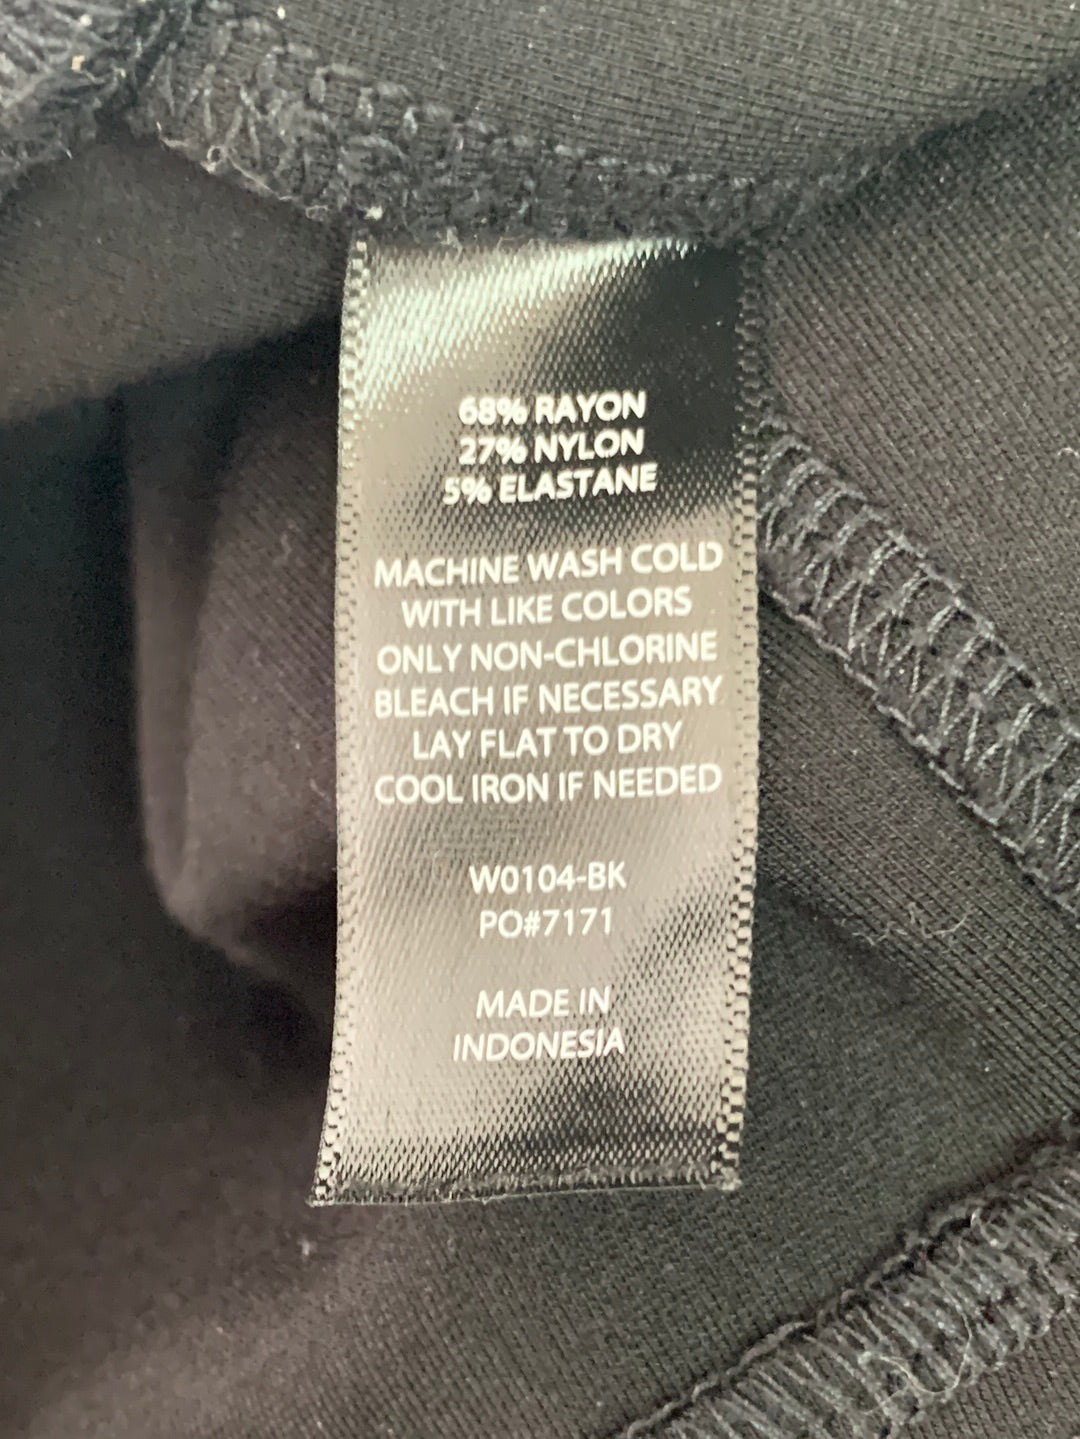 68% RAYON
27% NYLON
5% ELASTANE
MACHINE WASH COLD
WITH LIKE COLORS
ONLY NON-CHLORINE
BLEACH IF NECESSARY
LAY FLAT TO DRY
COOL IRON IF NEEDED
W0104-BK
PO#7171
MADE IN
INDONESIA